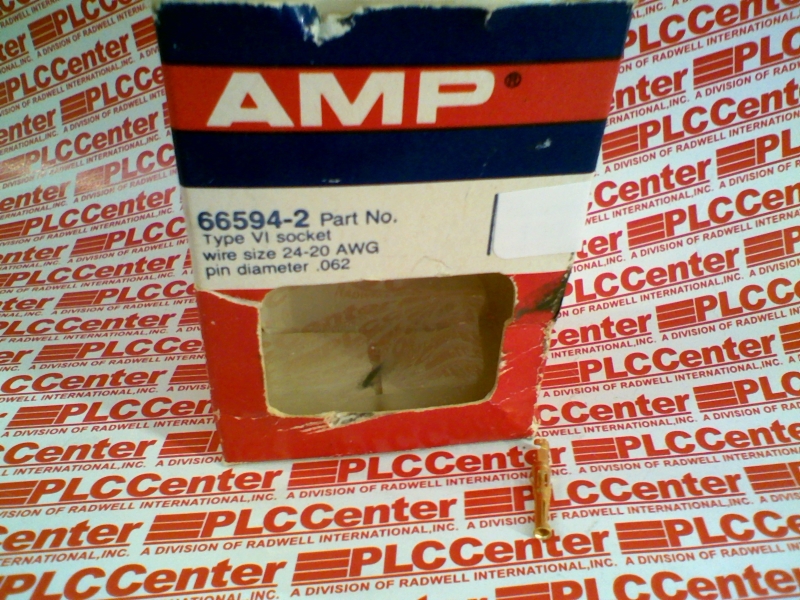 AMP®
66594-2 Part No.
Type VI socket
wire size 24-20 AWG
pin diameter .062
PLCCenter
A DIVISION OF RADWELL INTERNATIONAL, INC.